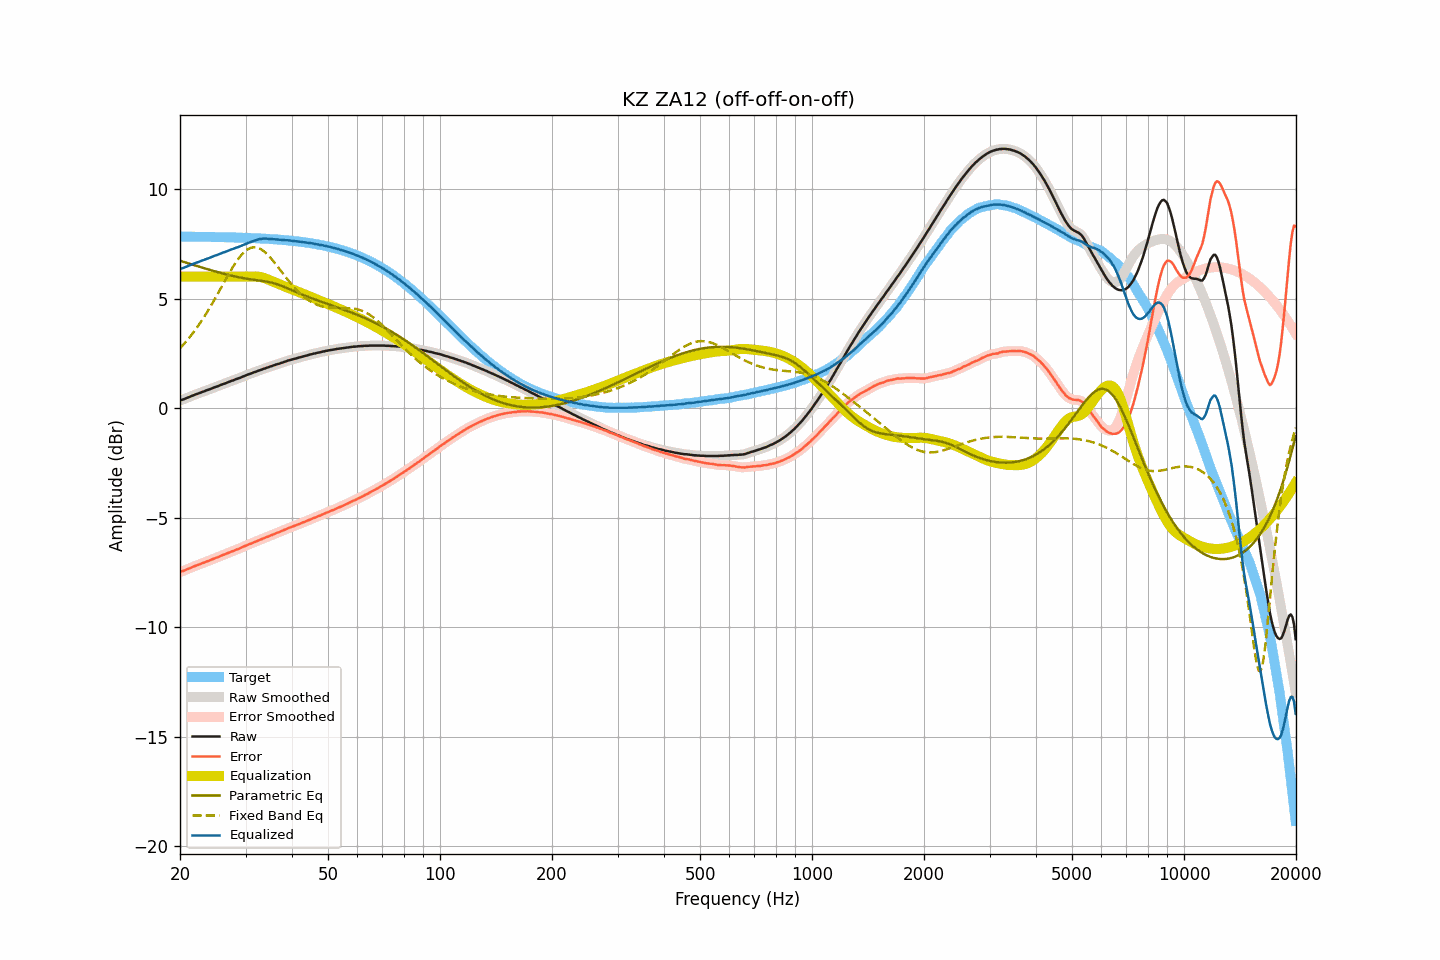 KZ ZA12 (off-off-on-off)
Amplitude (dBr)
10
5
0
−5
−10
−15
−20
Target
Raw Smoothed
Error Smoothed
Raw
Error
Equalization
Parametric Eq
Fixed Band Eq
Equalized
20 50 100 200 500 1000 2000 5000 10000 20000
Frequency (Hz)